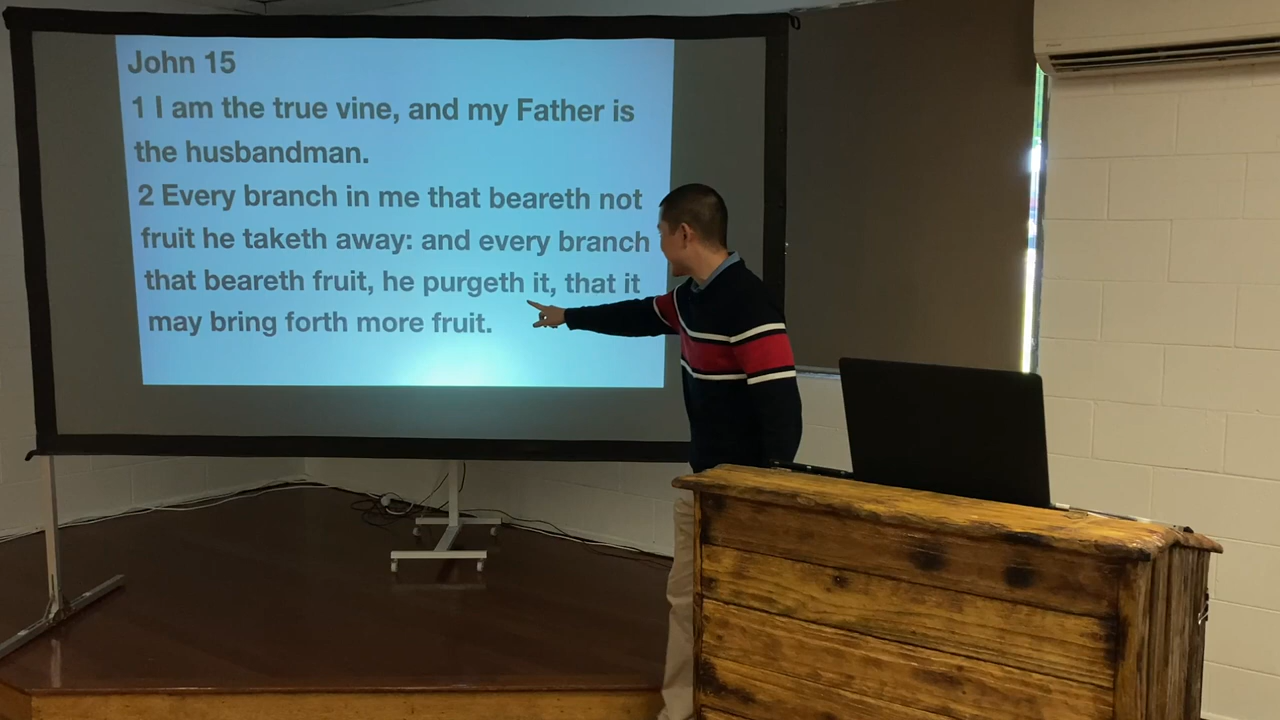 John 15
1 I am the true vine, and my Father is
the husbandman.
2 Every branch in me that beareth not
fruit he taketh away: and every branch
that beareth fruit, he purgeth it, that it
may bring forth more fruit.